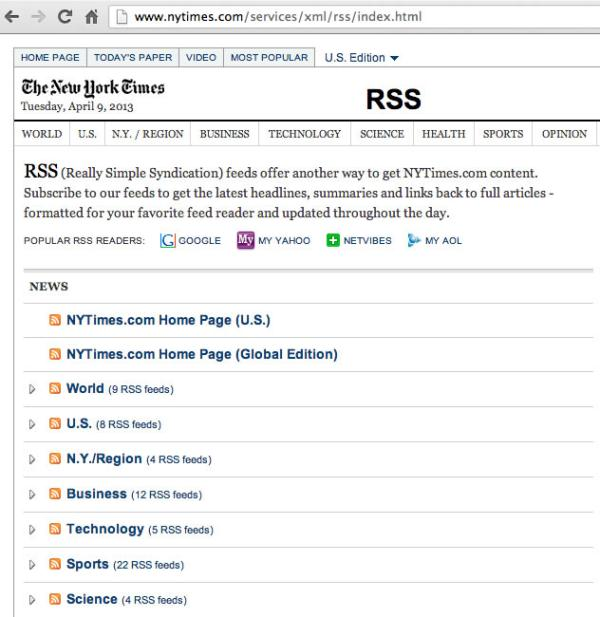 www.nytimes.com/services/xml/rss/index.html
HOME PAGE TODAY'S PAPER VIDEO MOST POPULAR U.S. Edition
The New York Times
Tuesday, April 9, 2013
RSS
WORLD U.S. N.Y. / REGION BUSINESS TECHNOLOGY SCIENCE HEALTH SPORTS OPINION
RSS (Really Simple Syndication) feeds offer another way to get NYTimes.com content.
Subscribe to our feeds to get the latest headlines, summaries and links back to full articles -
formatted for your favorite feed reader and updated throughout the day.
POPULAR RSS READERS: G GOOGLE My MY YAHOO NETVIBES MY AOL
NEWS
NYTimes.com Home Page (U.S.)
NYTimes.com Home Page (Global Edition)
World (9 RSS feeds)
U.S. (8 RSS feeds)
N.Y./Region (4 RSS feeds)
Business (12 RSS feeds)
Technology (5 RSS feeds)
Sports (22 RSS feeds)
Science (4 RSS feeds)